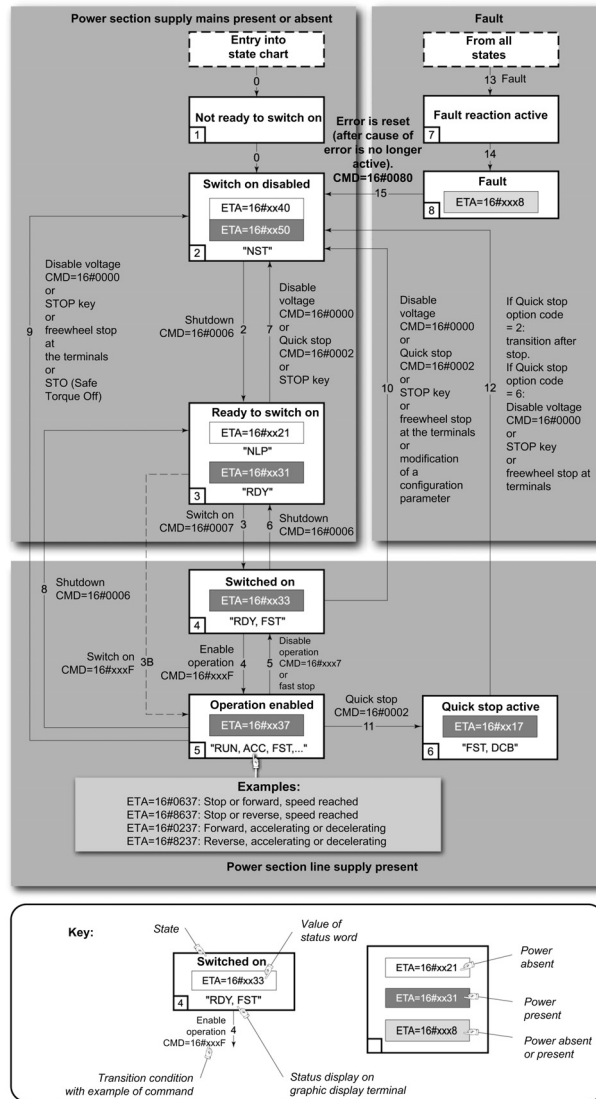 Power section supply mains present or absent
Entry into
state chart
0
Not ready to switch on
1
0
Switch on disabled
ETA=16#xx40
ETA=16#xx50
2
"NST"
Fault
From all
states
13 Fault
Fault reaction active
7
14
Fault
ETA=16#xxx8
8
Error is reset
(after cause of
error is no longer
active).
CMD=16#0080
15
9
Disable voltage
CMD=16#0000
or
STOP key
or
freewheel stop
at
the terminals
or
STO (Safe
Torque Off)
Shutdown
CMD=16#0006
2
7
Disable
voltage
CMD=16#0000
or
Quick stop
CMD=16#0002
or
STOP key
10
Disable
voltage
CMD=16#0000
or
Quick stop
CMD=16#0002
or
STOP key
or
freewheel stop
at the terminals
or
modification
of a
configuration
parameter
12
If Quick stop
option code
= 2:
transition after
stop.
If Quick stop
option code
= 6:
Disable voltage
CMD=16#0000
or
STOP key
or
freewheel stop at
terminals
Ready to switch on
ETA=16#xx21
"NLP"
ETA=16#xx31
3
"RDY"
Switch on
CMD=16#0007
3
6
Shutdown
CMD=16#0006
8
Shutdown
CMD=16#0006
Switched on
ETA=16#xx33
4
"RDY, FST"
Switch on
CMD=16#xxxF
3B
Enable
operation
CMD=16#xxxF
4
5
Disable
operation
CMD=16#xxx7
or
fast stop
Operation enabled
ETA=16#xx37
5
"RUN, ACC, FST,..."
Quick stop
CMD=16#0002
11
Quick stop active
ETA=16#xx17
6
"FST, DCB"
Examples:
ETA=16#0637: Stop or forward, speed reached
ETA=16#8637: Stop or reverse, speed reached
ETA=16#0237: Forward, accelerating or decelerating
ETA=16#8237: Reverse, accelerating or decelerating
Power section line supply present
Key:
State
Value of
status word
Switched on
ETA=16#xx33
4
"RDY, FST"
Enable
operation
CMD=16#xxxF
4
Transition condition
with example of command
Status display on
graphic display terminal
ETA=16#xx21
ETA=16#xx31
ETA=16#xxx8
Power
absent
Power
present
Power absent
or present